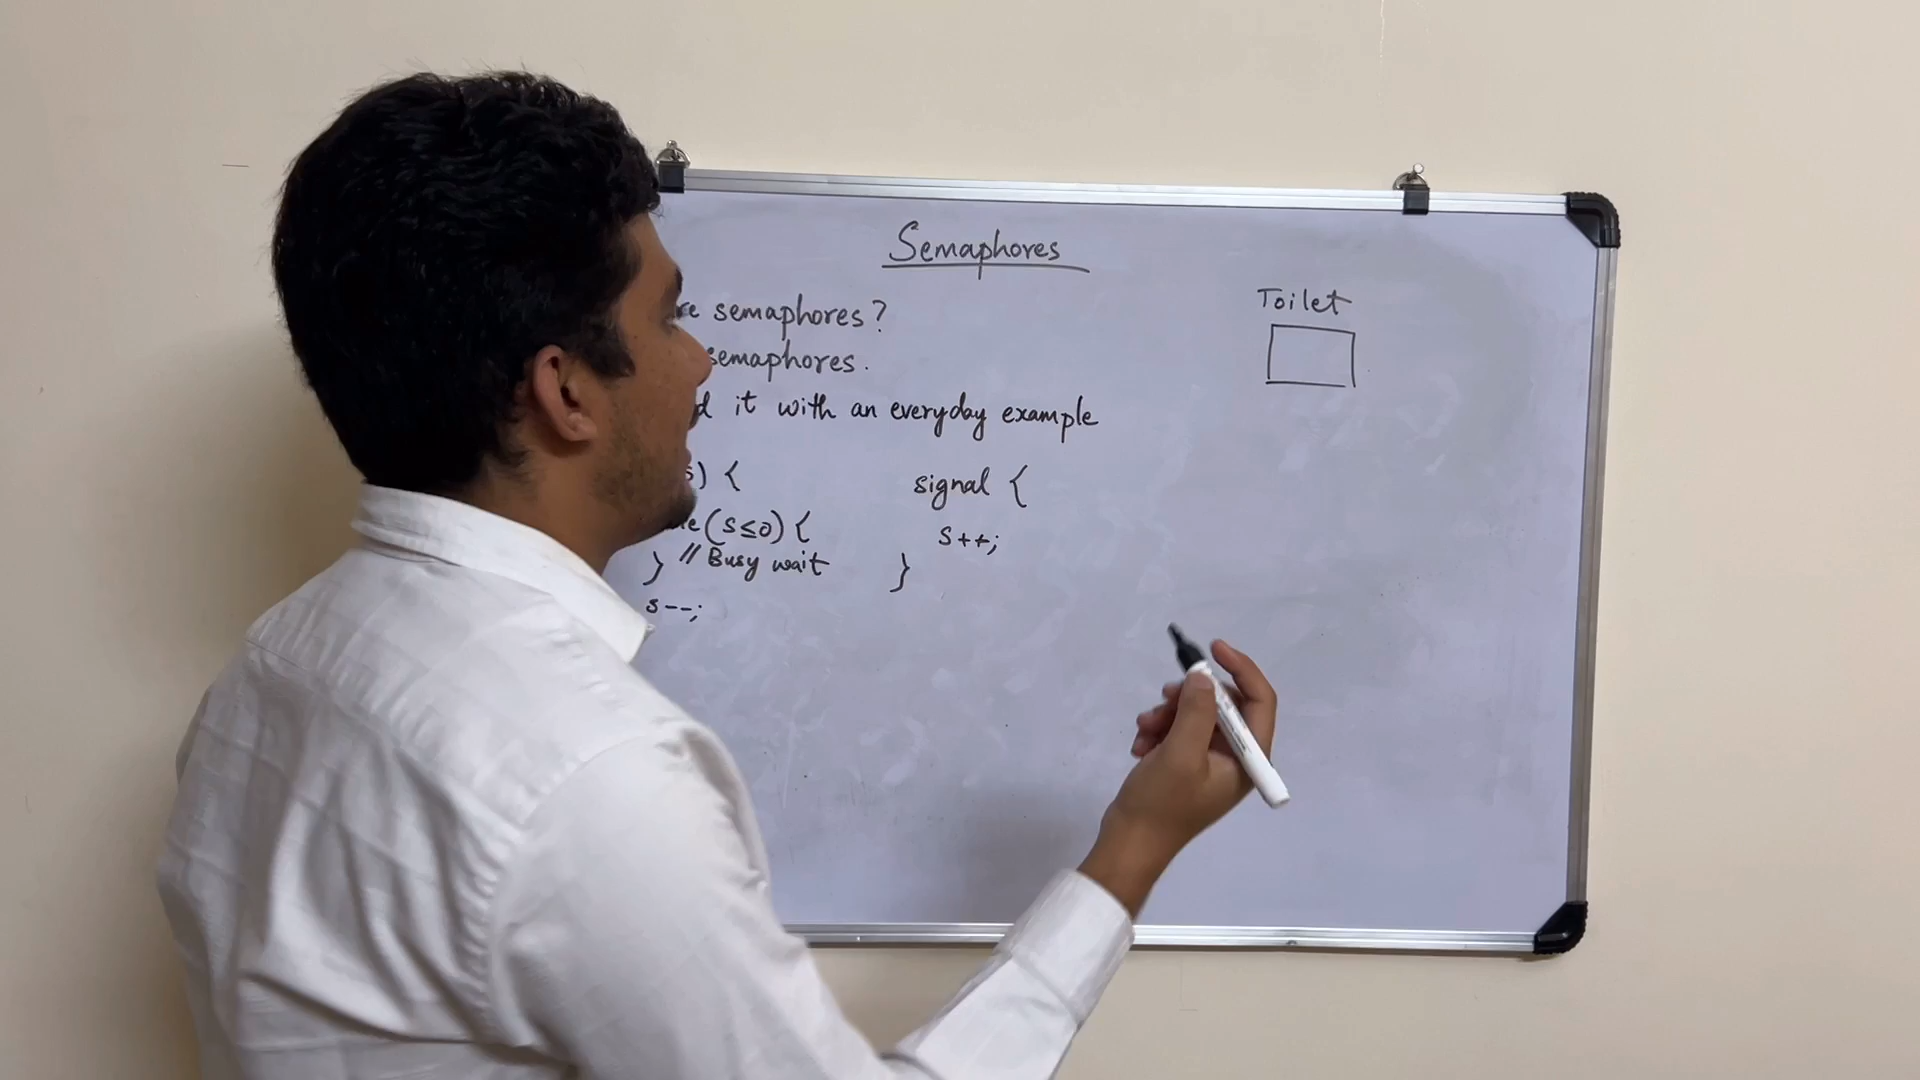 Semaphores
semaphores?
Toilet
semaphores.
it with an everyday example
s) {
signal {
(s≤0) {
s++;
} // Busy wait
}
s--;